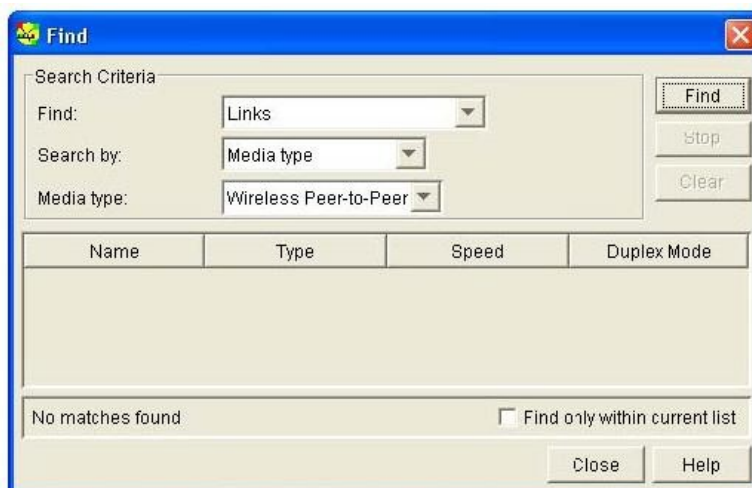 Find
Search Criteria
Find: Links
Search by: Media type
Media type: Wireless Peer-to-Peer
Find
Stop
Clear
Name Type Speed Duplex Mode
No matches found
Find only within current list
Close Help